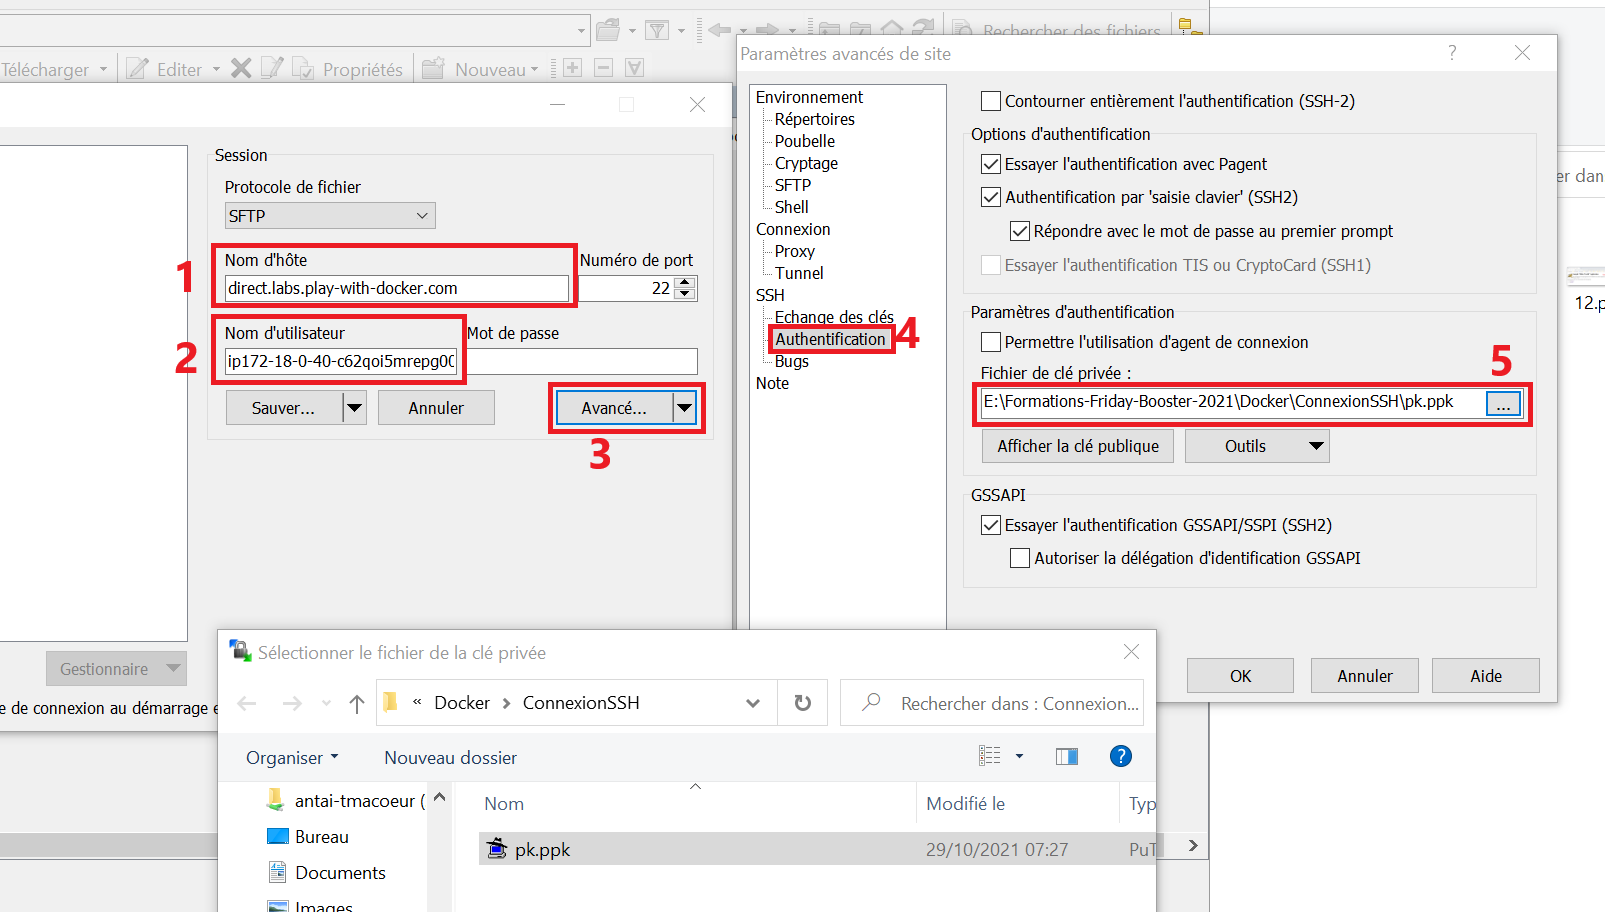 Rechercher des fichiers
Télécharger
Editer
Propriétés
Nouveau
Session
Protocole de fichier
SFTP
1
Nom d'hôte
Numéro de port
direct.labs.play-with-docker.com
22
2
Nom d'utilisateur
Mot de passe
ip172-18-0-40-c62qoi5mrepg00
Sauver...
Annuler
Avancé...
3
Gestionnaire
e de connexion au démarrage e
Paramètres avancés de site
?
Environnement
Répertoires
Poubelle
Cryptage
SFTP
Shell
Connexion
Proxy
Tunnel
SSH
Echange des clés
Authentification
4
Bugs
Note
Contourner entièrement l'authentification (SSH-2)
Options d'authentification
Essayer l'authentification avec Pagent
Authentification par 'saisie clavier' (SSH2)
Répondre avec le mot de passe au premier prompt
Essayer l'authentification TIS ou CryptoCard (SSH1)
Paramètres d'authentification
Permettre l'utilisation d'agent de connexion
Fichier de clé privée :
5
E:\Formations-Friday-Booster-2021\Docker\ConnexionSSH\pk.ppk
...
Afficher la clé publique
Outils
GSSAPI
Essayer l'authentification GSSAPI/SSPI (SSH2)
Autoriser la délégation d'identification GSSAPI
OK
Annuler
Aide
er dan
12.p
Sélectionner le fichier de la clé privée
« Docker > ConnexionSSH
Rechercher dans : Connexion...
Organiser
Nouveau dossier
?
antai-tmacoeur (
Bureau
Documents
Images
Nom
Modifié le
Typ
pk.ppk
29/10/2021 07:27
PuT